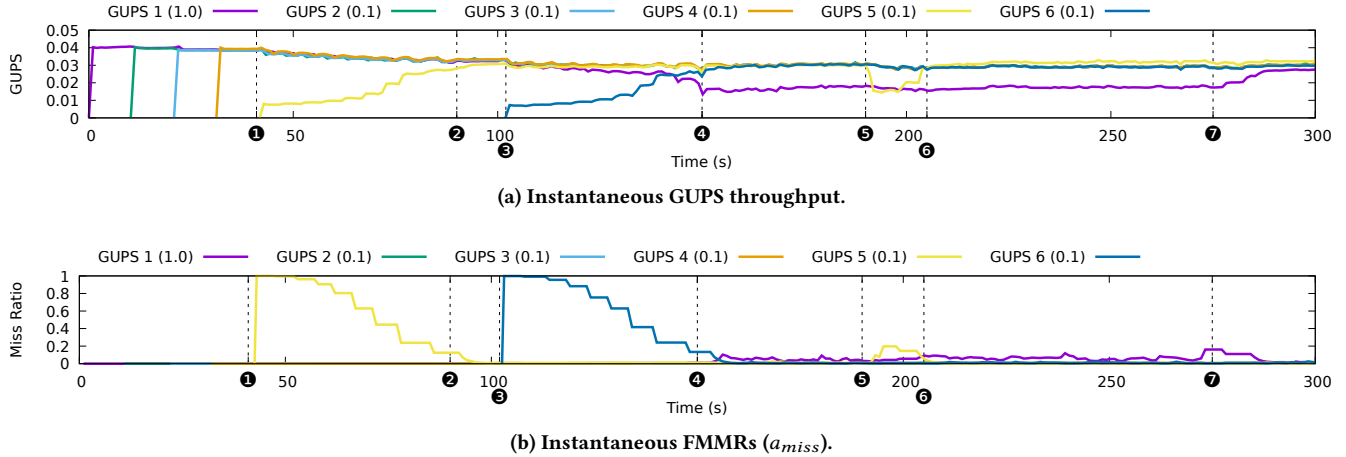 GUPS 1 (1.0) GUPS 2 (0.1) GUPS 3 (0.1) GUPS 4 (0.1) GUPS 5 (0.1) GUPS 6 (0.1)
0.05
0.04
0.03
0.02
0.01
0
GUPS
0 50 100 200 250 300
❶ ❷ ❸ ❹ ❺ ❻ ❼
Time (s)
(a) Instantaneous GUPS throughput.
GUPS 1 (1.0) GUPS 2 (0.1) GUPS 3 (0.1) GUPS 4 (0.1) GUPS 5 (0.1) GUPS 6 (0.1)
1
0.8
0.6
0.4
0.2
0
Miss Ratio
0 50 100 200 250 300
❶ ❷ ❸ ❹ ❺ ❻ ❼
Time (s)
(b) Instantaneous FMMRs (a_miss).